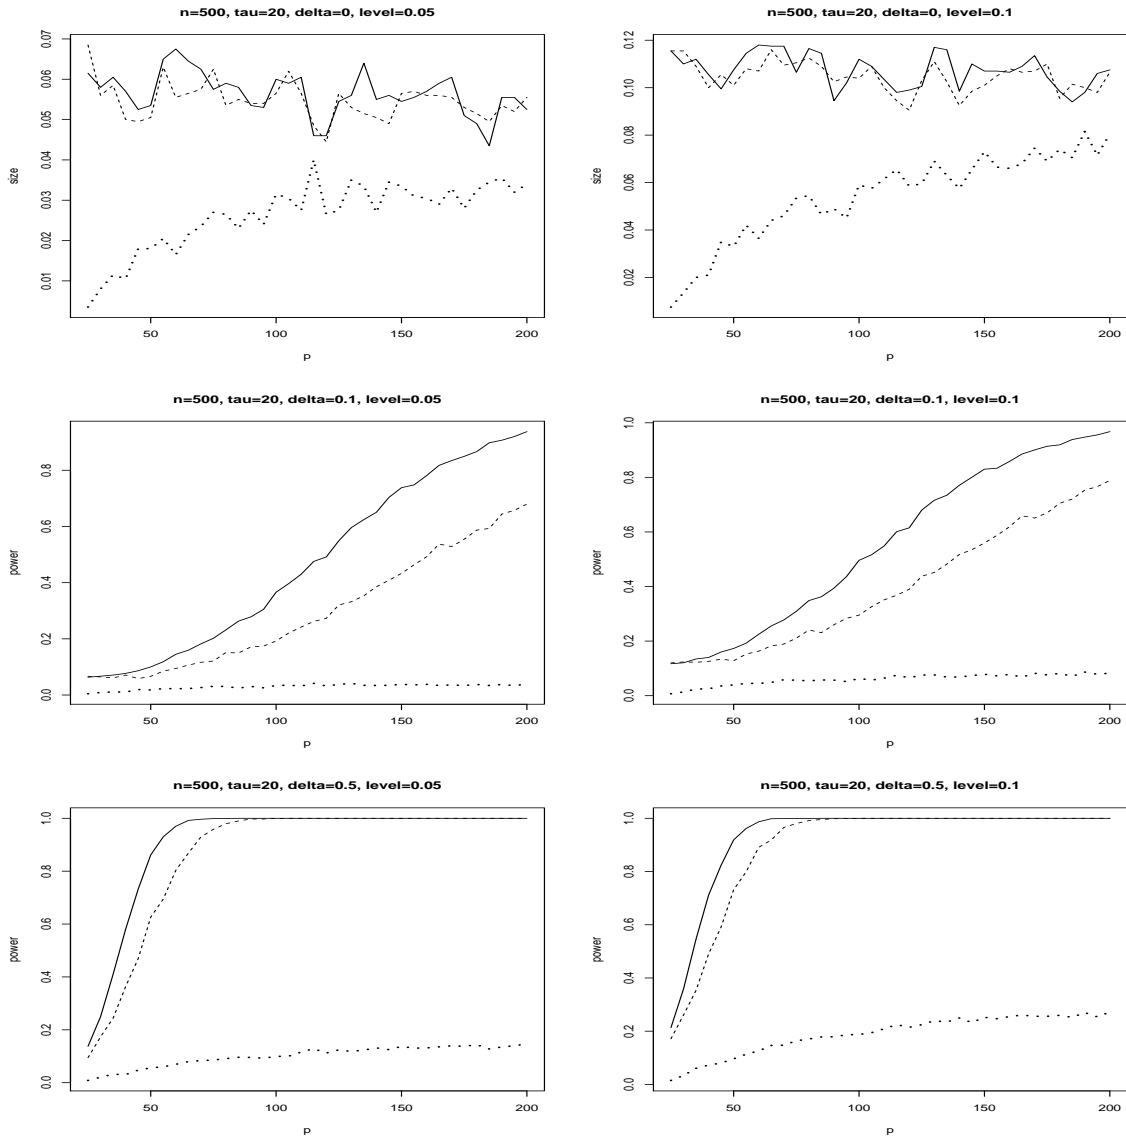 n=500, tau=20, delta=0, level=0.05
size
0.01 0.02 0.03 0.04 0.05 0.06 0.07
50 100 150 200
p
n=500, tau=20, delta=0, level=0.1
size
0.02 0.04 0.06 0.08 0.10 0.12
50 100 150 200
p
n=500, tau=20, delta=0.1, level=0.05
power
0.0 0.2 0.4 0.6 0.8
50 100 150 200
p
n=500, tau=20, delta=0.1, level=0.1
power
0.0 0.2 0.4 0.6 0.8 1.0
50 100 150 200
p
n=500, tau=20, delta=0.5, level=0.05
power
0.0 0.2 0.4 0.6 0.8 1.0
50 100 150 200
p
n=500, tau=20, delta=0.5, level=0.1
power
0.0 0.2 0.4 0.6 0.8 1.0
50 100 150 200
p